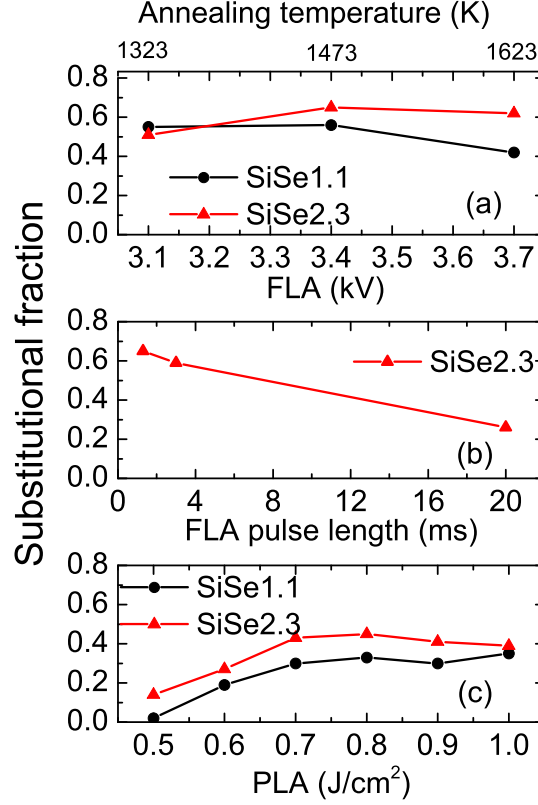 Annealing temperature (K)
1323 1473 1623
0.8
0.6
0.4
0.2
0.0
SiSe1.1
SiSe2.3
(a)
3.1 3.2 3.3 3.4 3.5 3.6 3.7
FLA (kV)
Substitutional fraction
0.8
0.6
0.4
0.2
0.0
SiSe2.3
(b)
0 4 8 12 16 20
FLA pulse length (ms)
0.8
0.6
0.4
0.2
0.0
SiSe1.1
SiSe2.3
(c)
0.5 0.6 0.7 0.8 0.9 1.0
PLA (J/cm²)